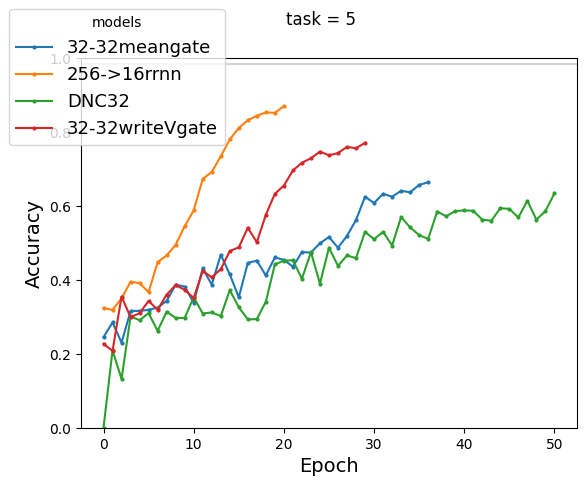 task = 5
models
32-32meangate
256->16rrnn
DNC32
32-32writeVgate
1.0
0.8
0.6
0.4
0.2
0.0
Accuracy
0 10 20 30 40 50
Epoch